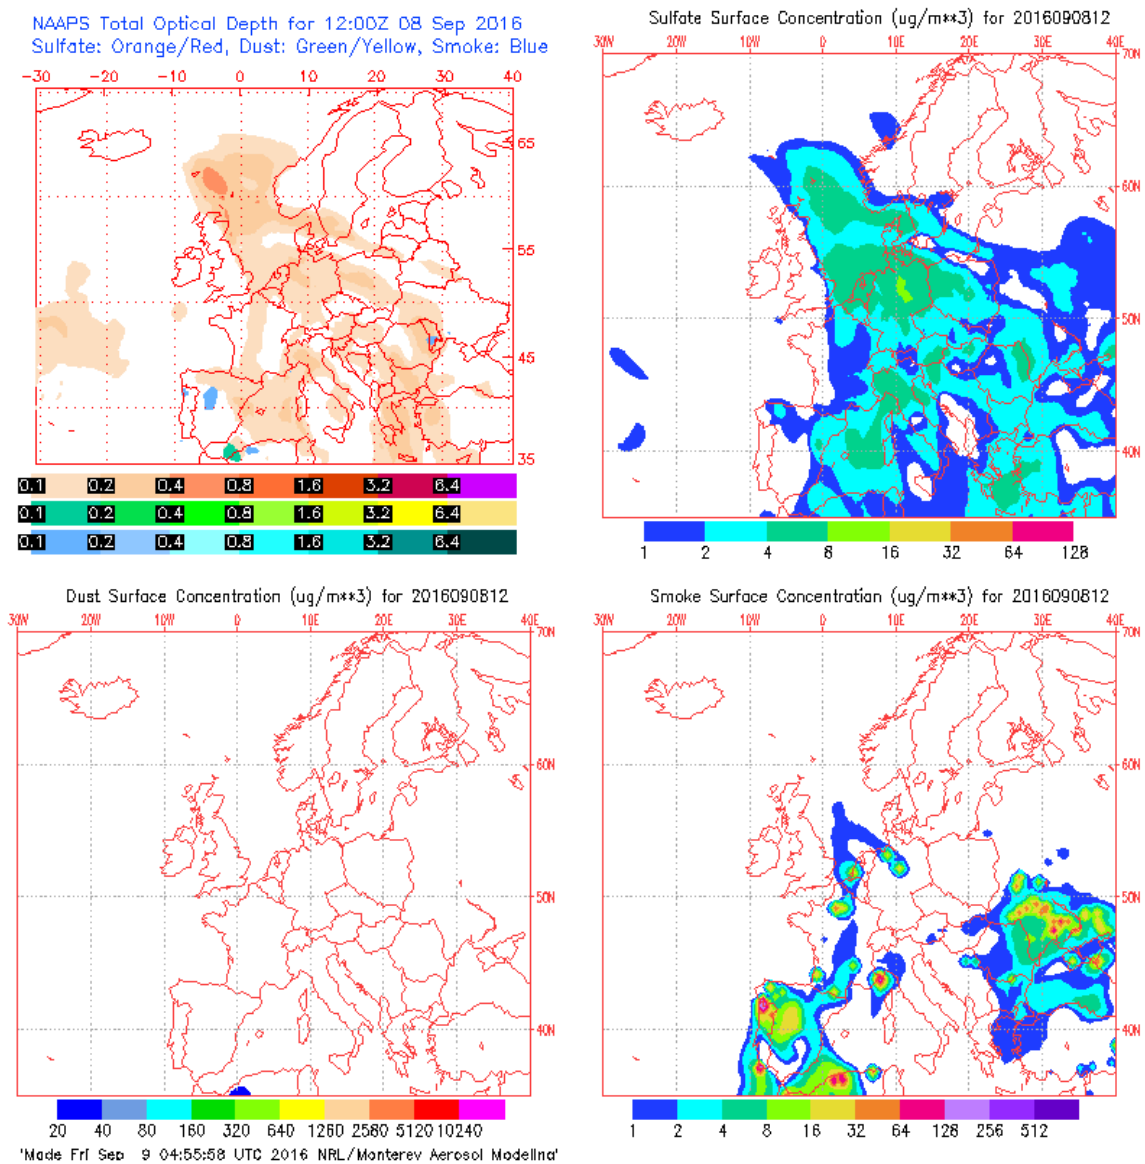 NAAPS Total Optical Depth for 12:00Z 08 Sep 2016
Sulfate: Orange/Red, Dust: Green/Yellow, Smoke: Blue
-30 -20 -10 0 10 20 30 40
65
55
45
35
0.1 0.2 0.4 0.8 1.6 3.2 6.4
0.1 0.2 0.4 0.8 1.6 3.2 6.4
0.1 0.2 0.4 0.8 1.6 3.2 6.4
Sulfate Surface Concentration (ug/m**3) for 2016090812
30W 20W 10W 0 10E 20E 30E 40E
70N
60N
50N
40N
1 2 4 8 16 32 64 128
Dust Surface Concentration (ug/m**3) for 2016090812
30W 20W 10W 0 10E 20E 30E 40E
70N
60N
50N
40N
20 40 80 160 320 640 1260 2580 5120 10240
Smoke Surface Concentration (ug/m**3) for 2016090812
30W 20W 10W 0 10E 20E 30E 40E
70N
60N
50N
40N
1 2 4 8 16 32 64 128 256 512
'Made Fri Sep 9 04:55:58 UTC 2016 NRL/Monterey Aerosol Modeling'